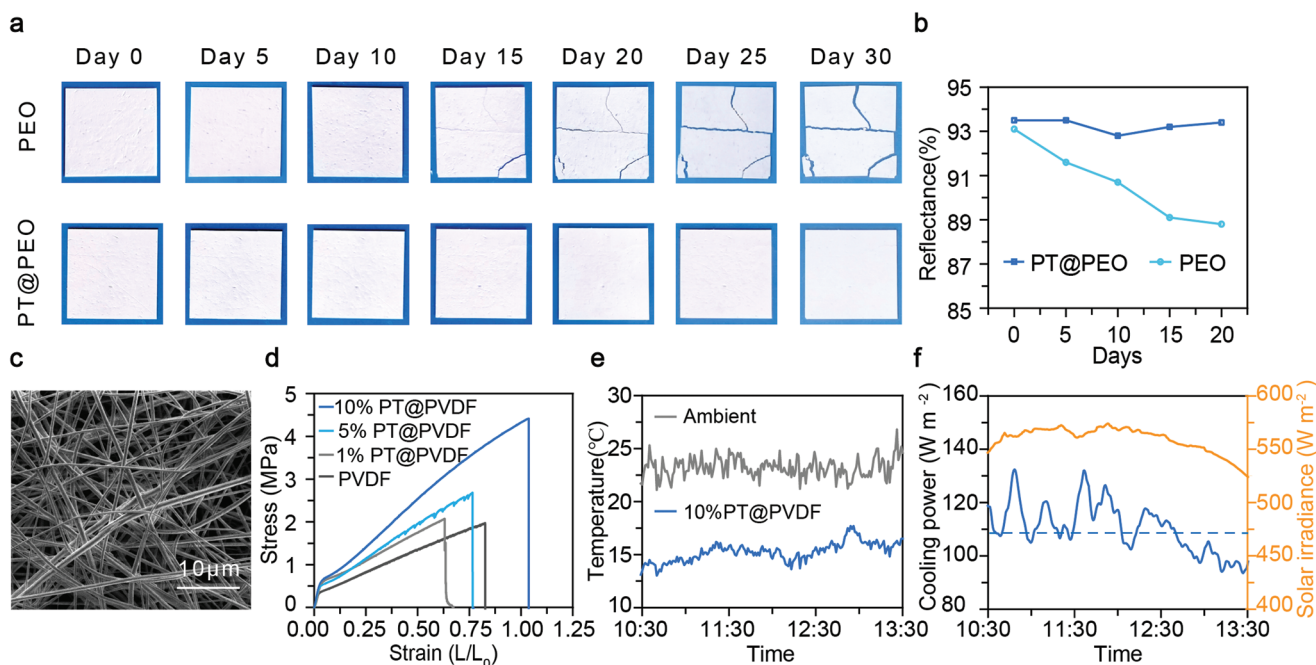 a
Day 0 Day 5 Day 10 Day 15 Day 20 Day 25 Day 30
PEO
PT@PEO
b
Reflectance(%)
95
93
91
89
87
85
PT@PEO PEO
0 5 10 15 20
Days
c
10μm
d
Stress (MPa)
5
4
3
2
1
0
10% PT@PVDF
5% PT@PVDF
1% PT@PVDF
PVDF
0.00 0.25 0.50 0.75 1.00 1.25
Strain (L/L₀)
e
Temperature(℃)
30
25
20
15
10
Ambient
10%PT@PVDF
10:30 11:30 12:30 13:30
Time
f
Cooling power (W m⁻²)
160
140
120
100
80
600
550
500
450
400
Solar irradiance (W m⁻²)
10:30 11:30 12:30 13:30
Time